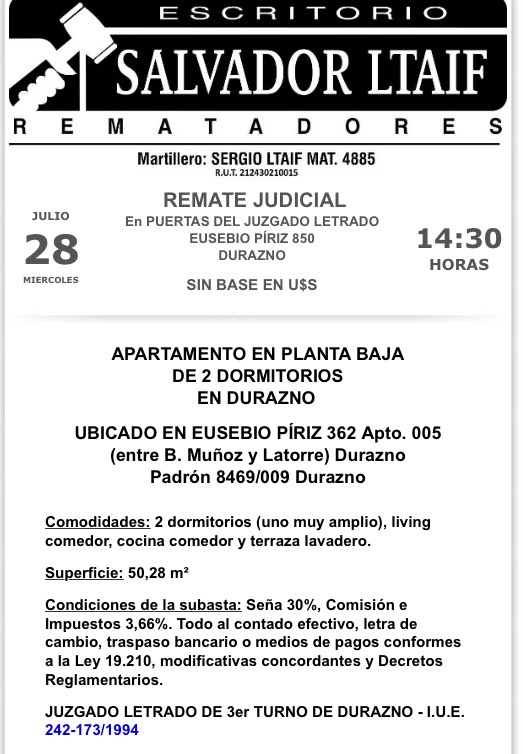 ESCRITORIO
SALVADOR LTAIF
REMATADORES
Martillero: SERGIO LTAIF MAT. 4885
R.U.T. 212430210015
JULIO
28
MIERCOLES
REMATE JUDICIAL
En PUERTAS DEL JUZGADO LETRADO
EUSEBIO PÍRIZ 850
DURAZNO
SIN BASE EN U$S
14:30
HORAS
APARTAMENTO EN PLANTA BAJA
DE 2 DORMITORIOS
EN DURAZNO
UBICADO EN EUSEBIO PÍRIZ 362 Apto. 005
(entre B. Muñoz y Latorre) Durazno
Padrón 8469/009 Durazno
Comodidades: 2 dormitorios (uno muy amplio), living
comedor, cocina comedor y terraza lavadero.
Superficie: 50,28 m²
Condiciones de la subasta: Seña 30%, Comisión e
Impuestos 3,66%. Todo al contado efectivo, letra de
cambio, traspaso bancario o medios de pagos conformes
a la Ley 19.210, modificativas concordantes y Decretos
Reglamentarios.
JUZGADO LETRADO DE 3er TURNO DE DURAZNO - I.U.E.
242-173/1994